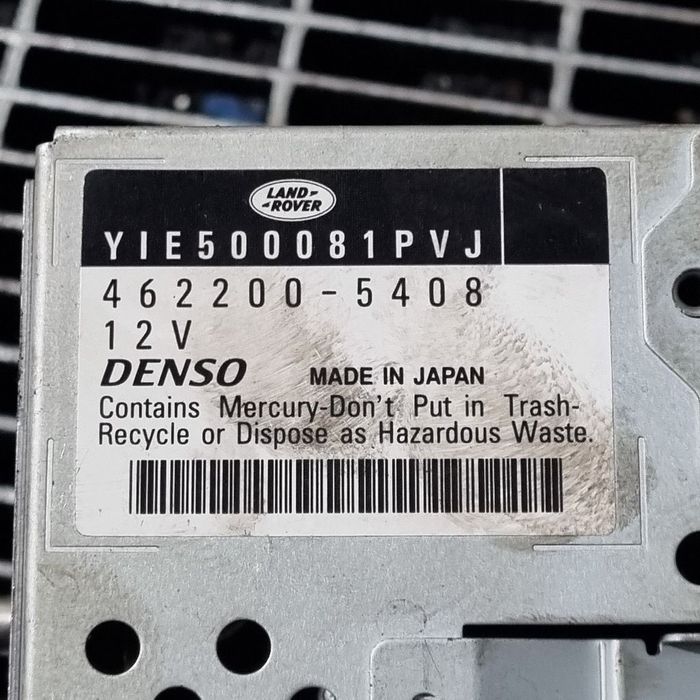 LAND-
-ROVER
YIE500081PVJ
462200-5408
12V
DENSO MADE IN JAPAN
Contains Mercury-Don't Put in Trash-
Recycle or Dispose as Hazardous Waste.